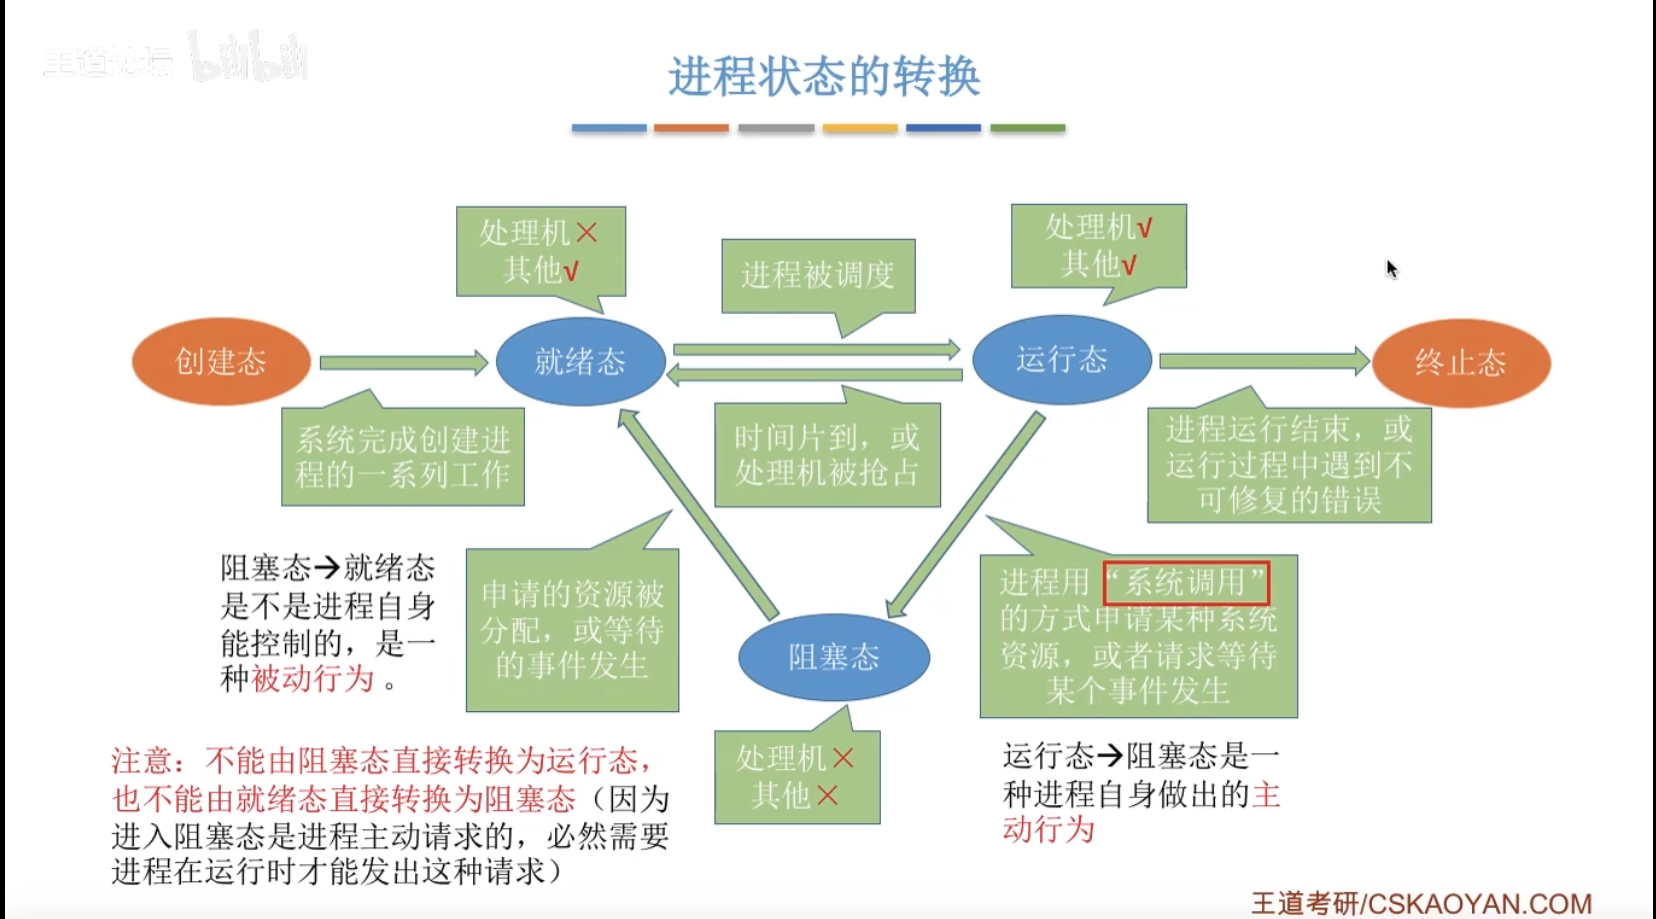 王道论坛 bilibili
进程状态的转换
处理机×
其他√
进程被调度
处理机√
其他√
创建态
就绪态
运行态
终止态
系统完成创建进
程的一系列工作
时间片到，或
处理机被抢占
进程运行结束，或
运行过程中遇到不
可修复的错误
阻塞态→就绪态
是不是进程自身
能控制的，是一
种被动行为。
申请的资源被
分配，或等待
的事件发生
阻塞态
进程用“系统调用”
的方式申请某种系统
资源，或者请求等待
某个事件发生
处理机×
其他×
运行态→阻塞态是一
种进程自身做出的主
动行为
注意：不能由阻塞态直接转换为运行态，
也不能由就绪态直接转换为阻塞态（因为
进入阻塞态是进程主动请求的，必然需要
进程在运行时才能发出这种请求）
王道考研/CSKAOYAN.COM